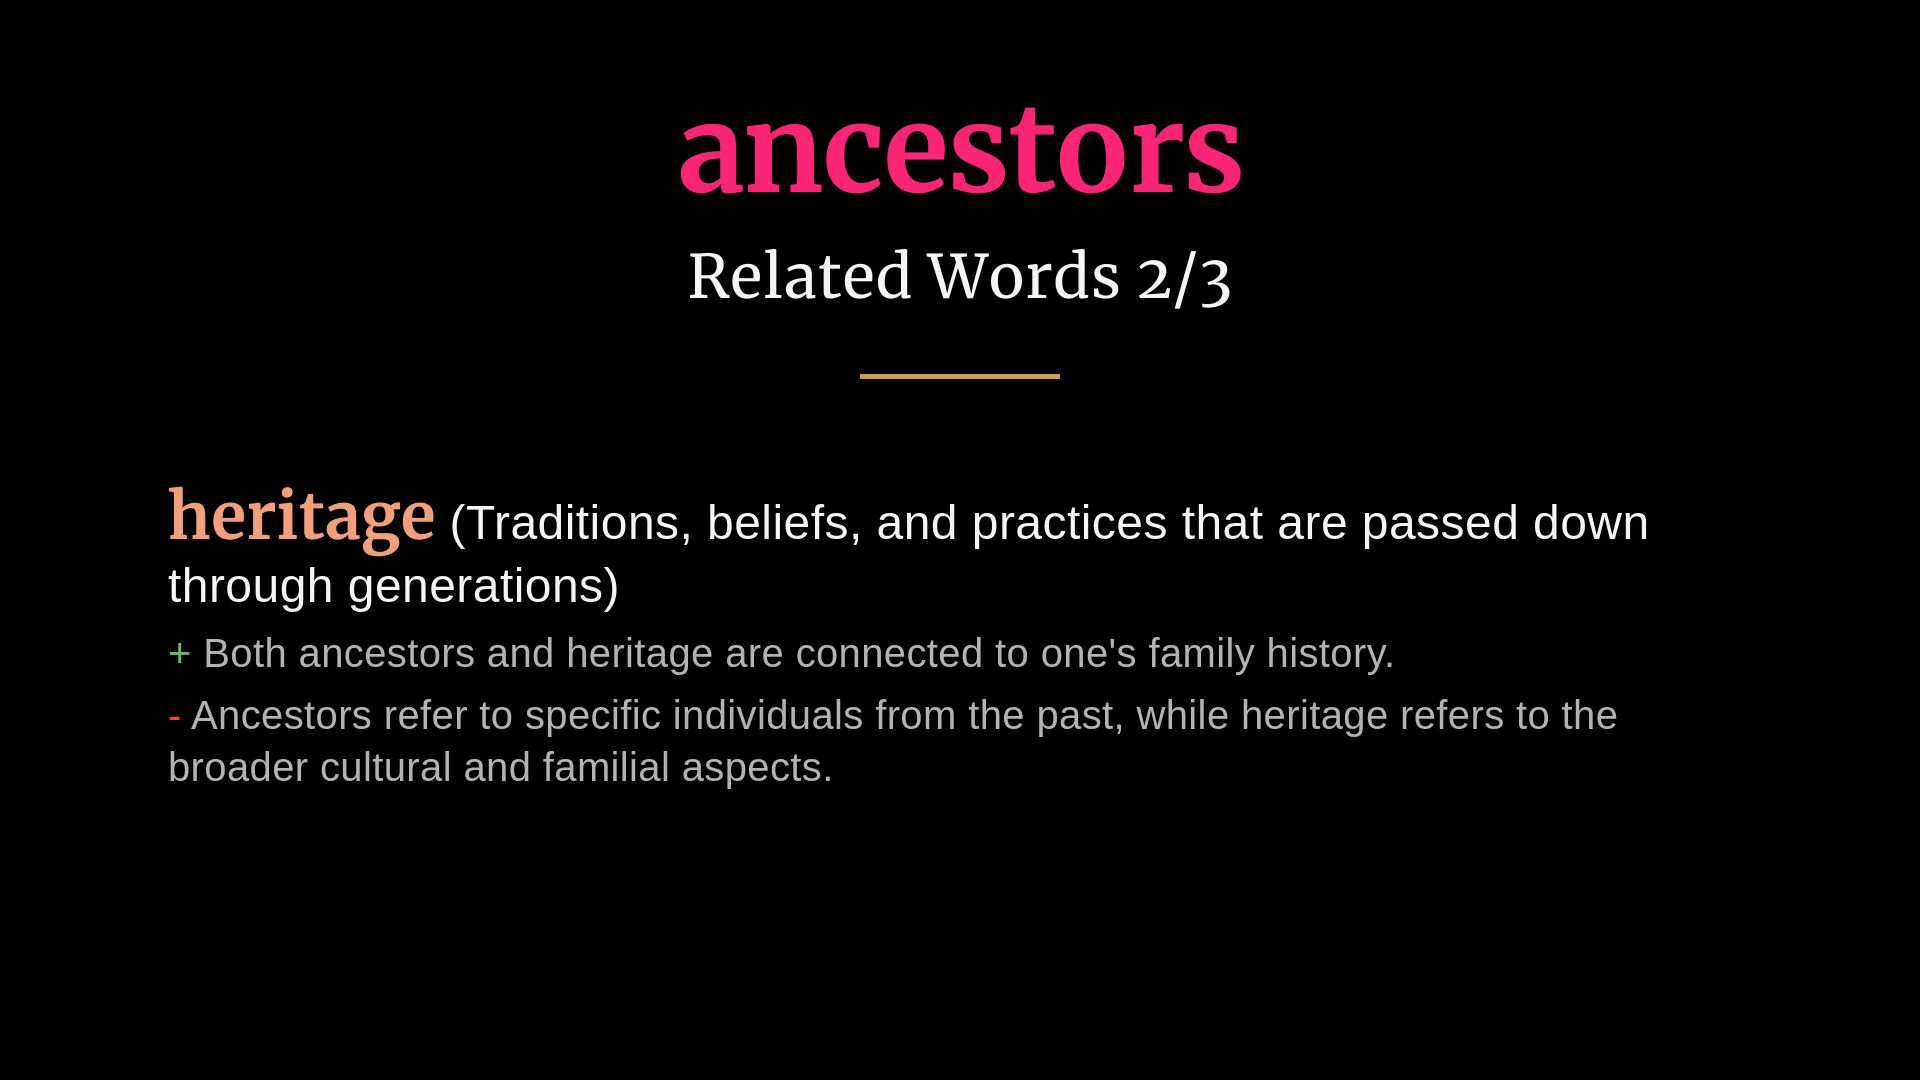 ancestors
Related Words 2/3
heritage (Traditions, beliefs, and practices that are passed down
through generations)
+ Both ancestors and heritage are connected to one's family history.
- Ancestors refer to specific individuals from the past, while heritage refers to the
broader cultural and familial aspects.